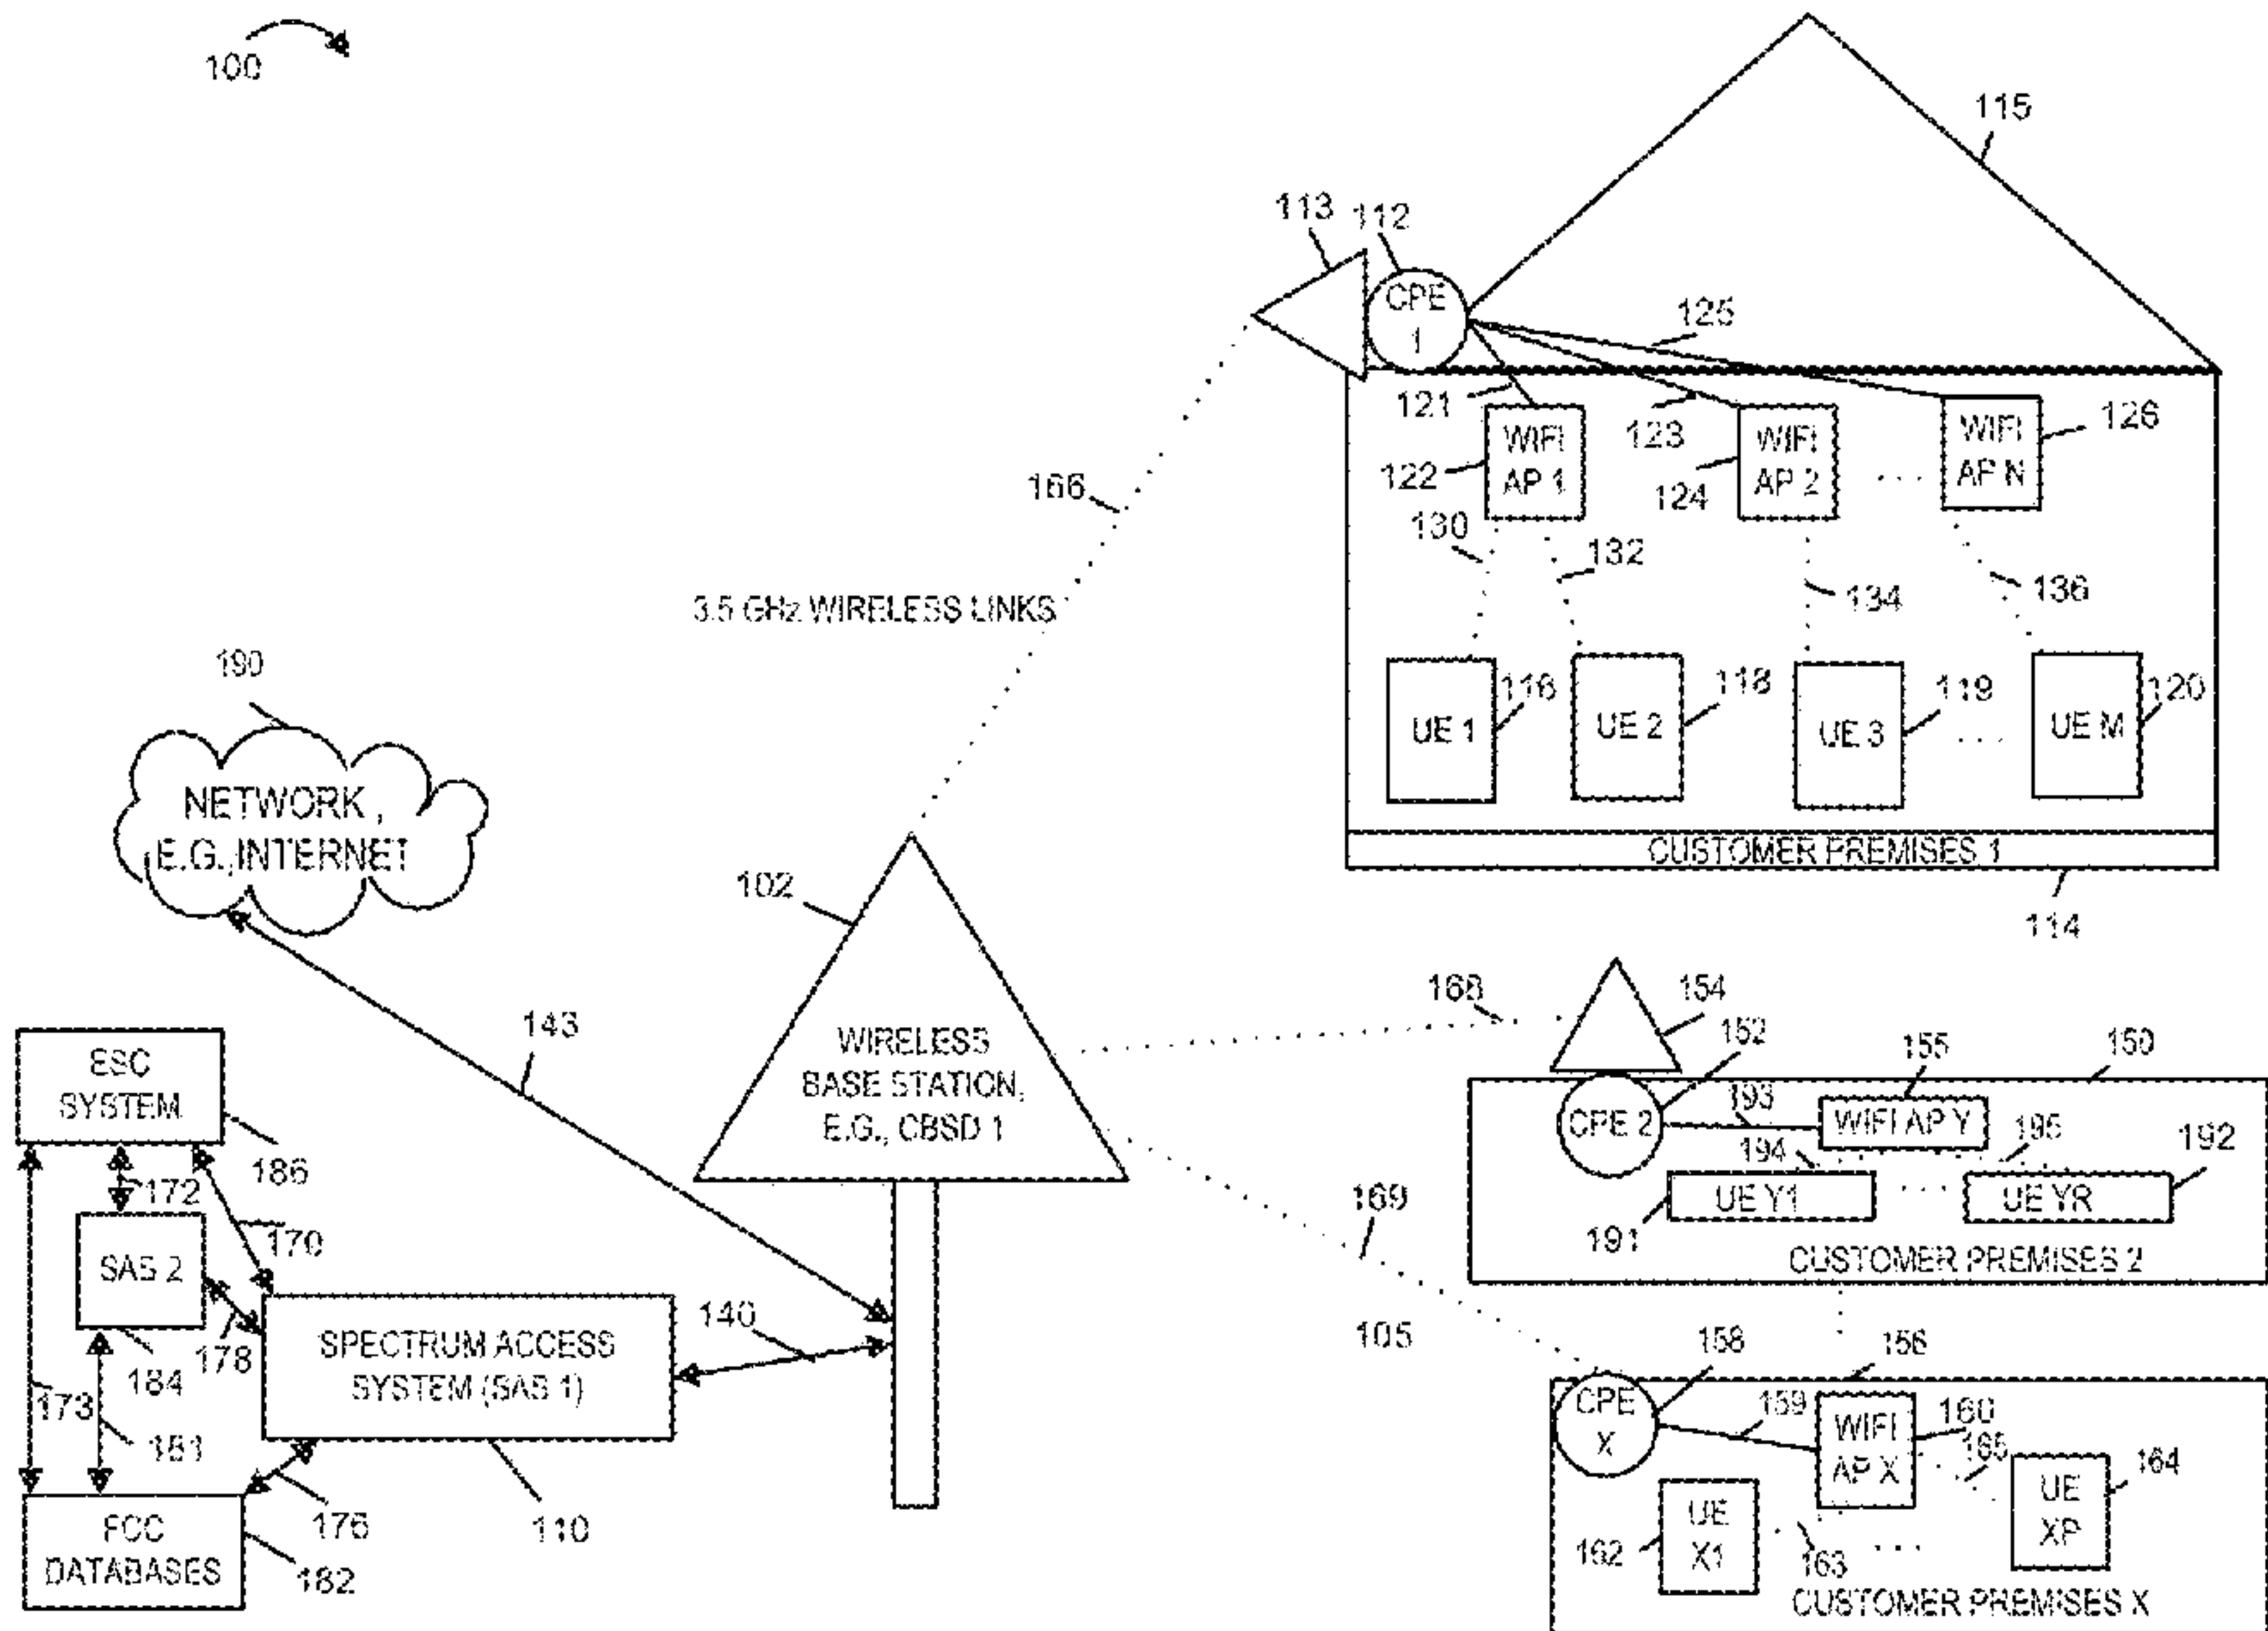 100
115
113
112
CPE
1
125
121
123
WIFI
AP 1
122
WIFI
AP 2
124
WIFI
AP N
126
...
166
130
132
134
136
3.5 GHz WIRELESS LINKS
UE 1
116
UE 2
118
UE 3
119
...
UE M
120
CUSTOMER PREMISES 1
114
190
NETWORK,
E.G., INTERNET
102
143
WIRELESS
BASE STATION,
E.G., CBSD 1
168
154
152
155
150
CPE 2
193
WIFI AP Y
194
195
192
UE Y1
...
UE YR
191
CUSTOMER PREMISES 2
169
105
ESC
SYSTEM
186
172
170
SAS 2
178
184
SPECTRUM ACCESS
SYSTEM (SAS 1)
140
173
181
176
110
FCC
DATABASES
182
158
156
CPE
X
159
WIFI
AP X
160
165
UE
XP
164
UE
X1
162
163
...
CUSTOMER PREMISES X